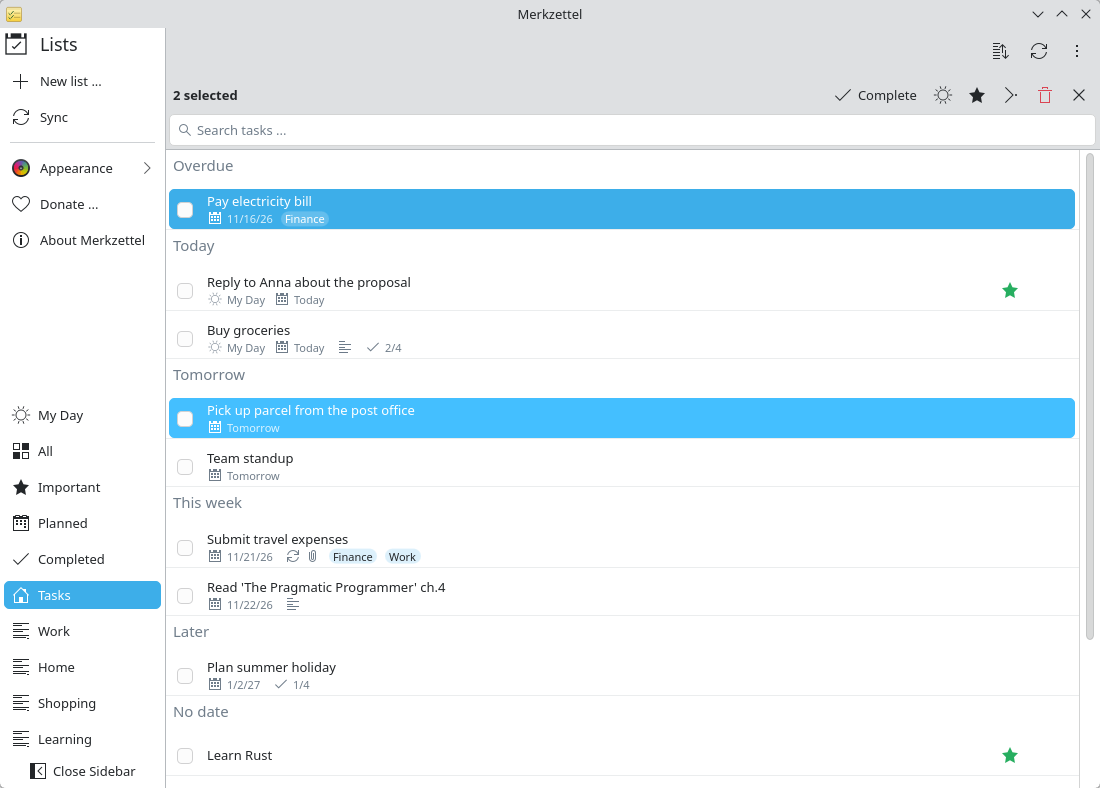 Merkzettel
Lists
New list ...
Sync
Appearance
Donate ...
About Merkzettel
My Day
All
Important
Planned
Completed
Tasks
Work
Home
Shopping
Learning
Close Sidebar
2 selected
Complete
Search tasks ...
Overdue
Pay electricity bill
11/16/26 Finance
Today
Reply to Anna about the proposal
My Day Today
Buy groceries
My Day Today 2/4
Tomorrow
Pick up parcel from the post office
Tomorrow
Team standup
Tomorrow
This week
Submit travel expenses
11/21/26 Finance Work
Read 'The Pragmatic Programmer' ch.4
11/22/26
Later
Plan summer holiday
1/2/27 1/4
No date
Learn Rust